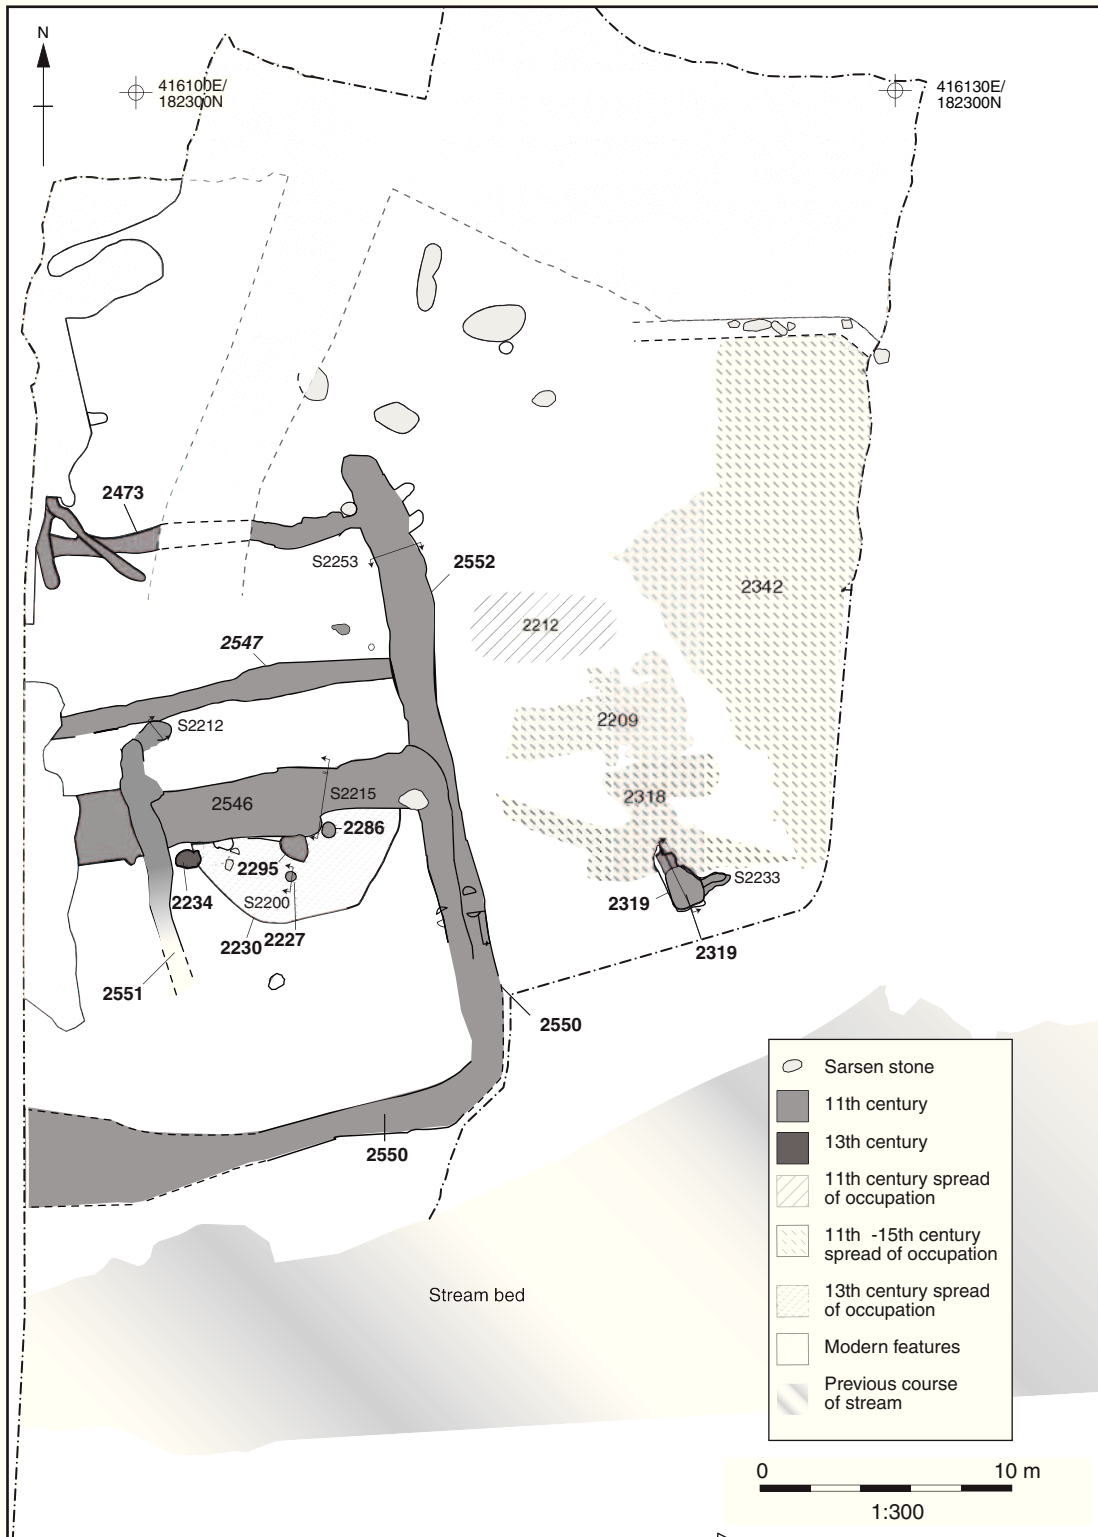 N
416100E/
182300N
416130E/
182300N
2473
S2253
2552
2342
2212
2547
2209
S2212
2546
S2215
2318
2286
2295
2234
S2200
2230
2227
S2233
2319
2319
2551
2550
2550
Sarsen stone
11th century
13th century
11th century spread
of occupation
11th -15th century
spread of occupation
13th century spread
of occupation
Modern features
Previous course
of stream
Stream bed
0
10 m
1:300